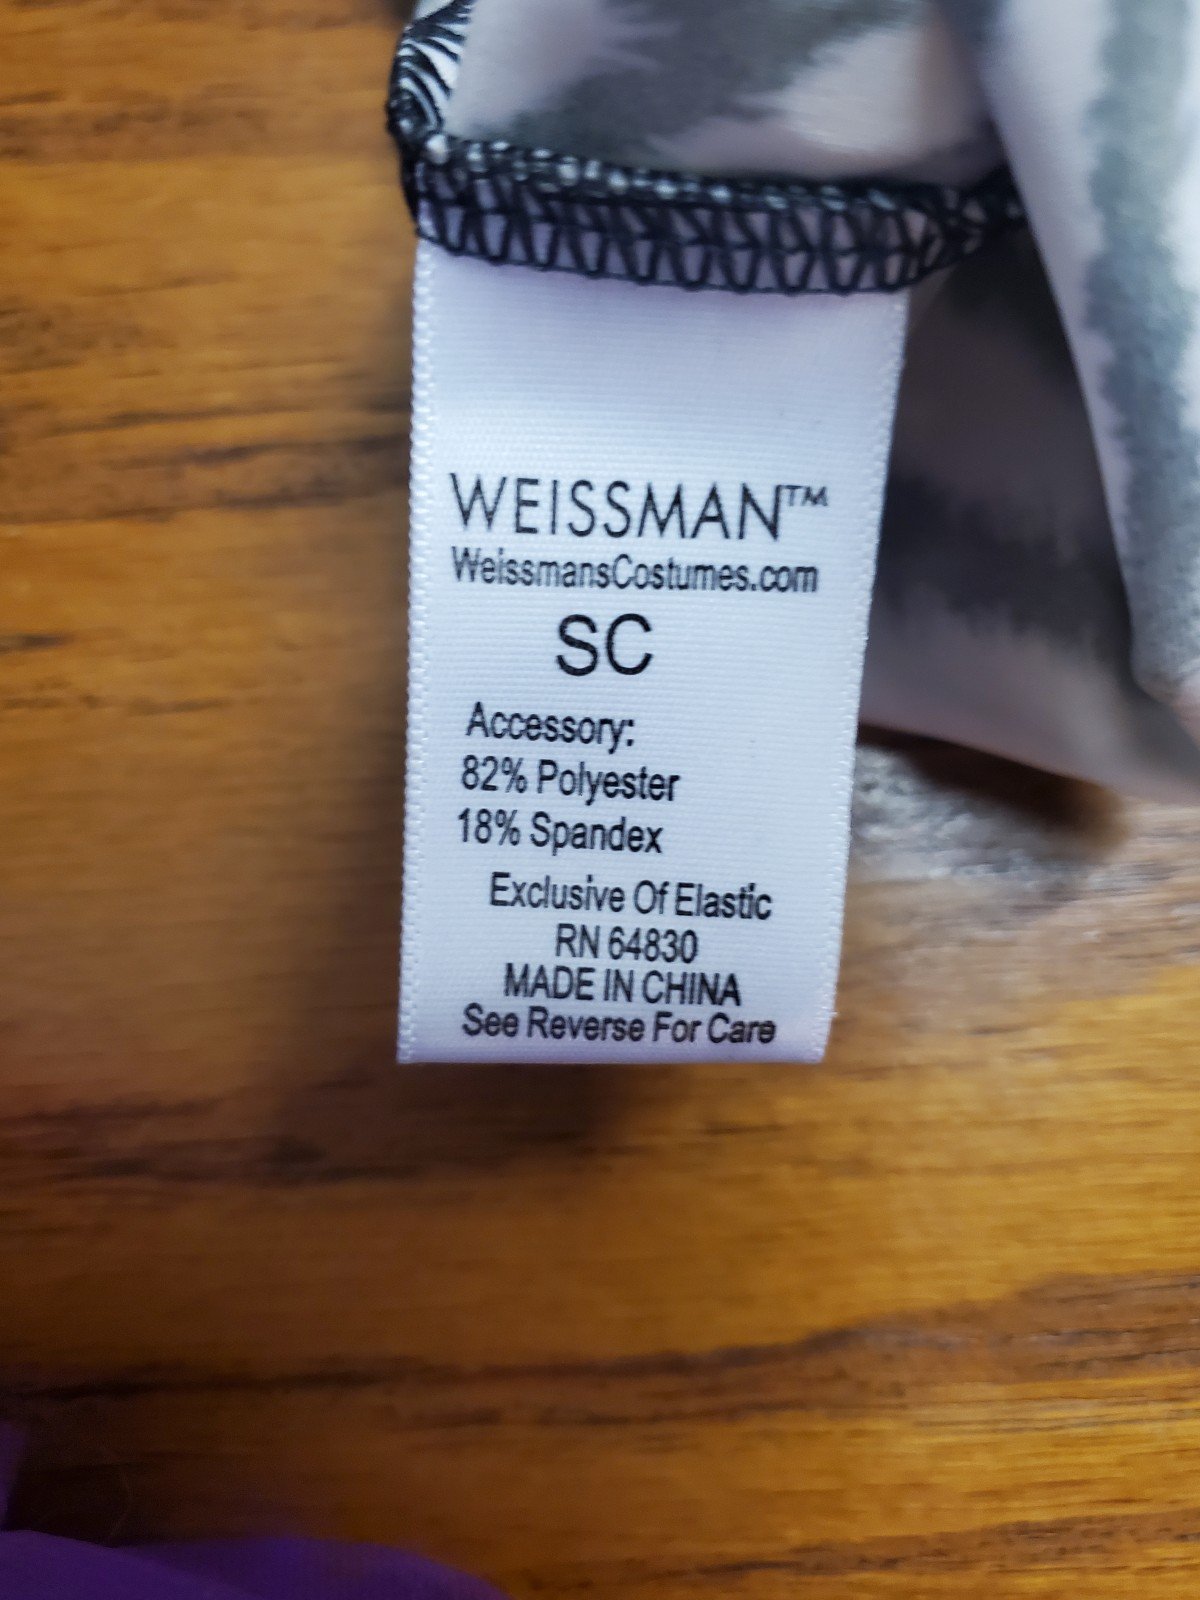 WEISSMAN™
WeissmansCostumes.com
SC
Accessory:
82% Polyester
18% Spandex
Exclusive Of Elastic
RN 64830
MADE IN CHINA
See Reverse For Care